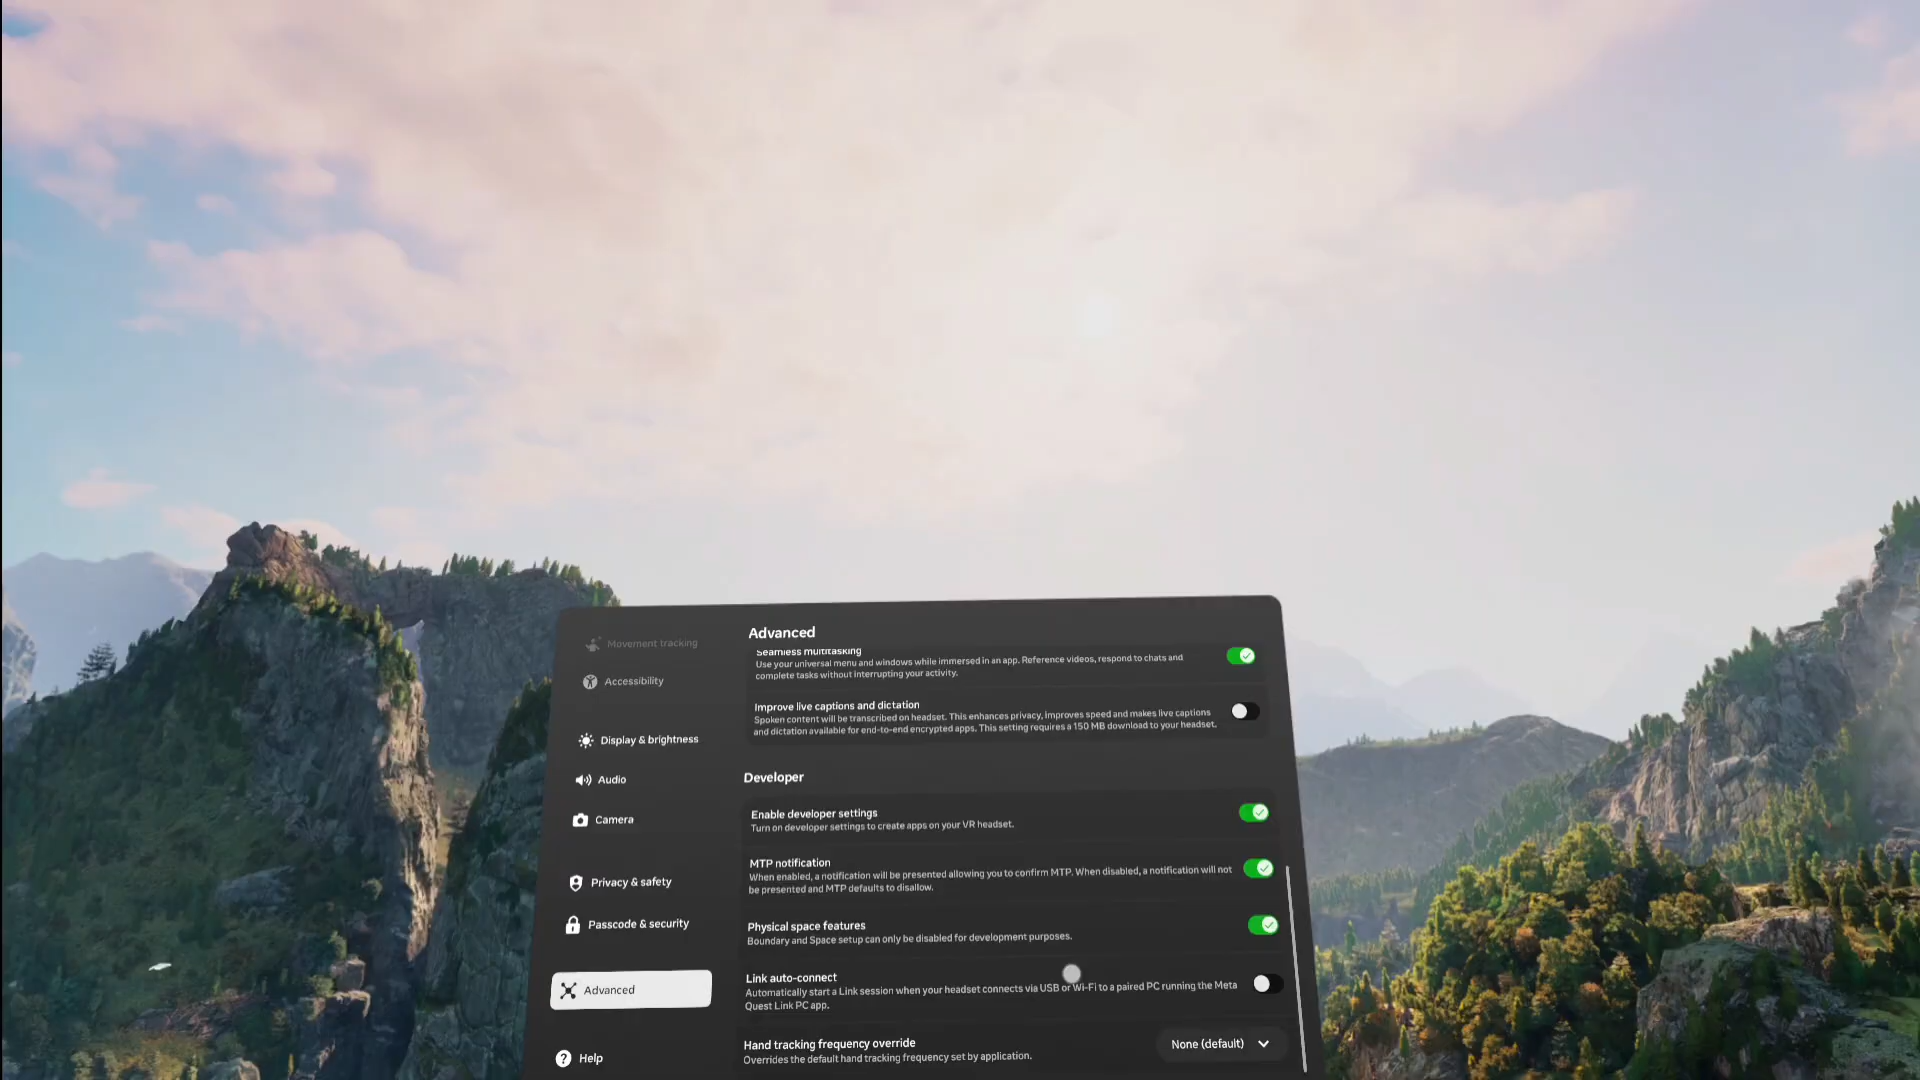 Movement tracking
Accessibility
Display & brightness
Audio
Camera
Privacy & safety
Passcode & security
Advanced
Help
Advanced
Seamless multitasking
Use your universal menu and windows while immersed in an app. Reference videos, respond to chats and
complete tasks without interrupting your activity.
Improve live captions and dictation
Spoken content will be transcribed on headset. This enhances privacy, improves speed and makes live captions
and dictation available for end-to-end encrypted apps. This setting requires a 150 MB download to your headset.
Developer
Enable developer settings
Turn on developer settings to create apps on your VR headset.
MTP notification
When enabled, a notification will be presented allowing you to confirm MTP. When disabled, a notification will not
be presented and MTP defaults to disallow.
Physical space features
Boundary and Space setup can only be disabled for development purposes.
Link auto-connect
Automatically start a Link session when your headset connects via USB or Wi-Fi to a paired PC running the Meta
Quest Link PC app.
Hand tracking frequency override
Overrides the default hand tracking frequency set by application.
None (default)